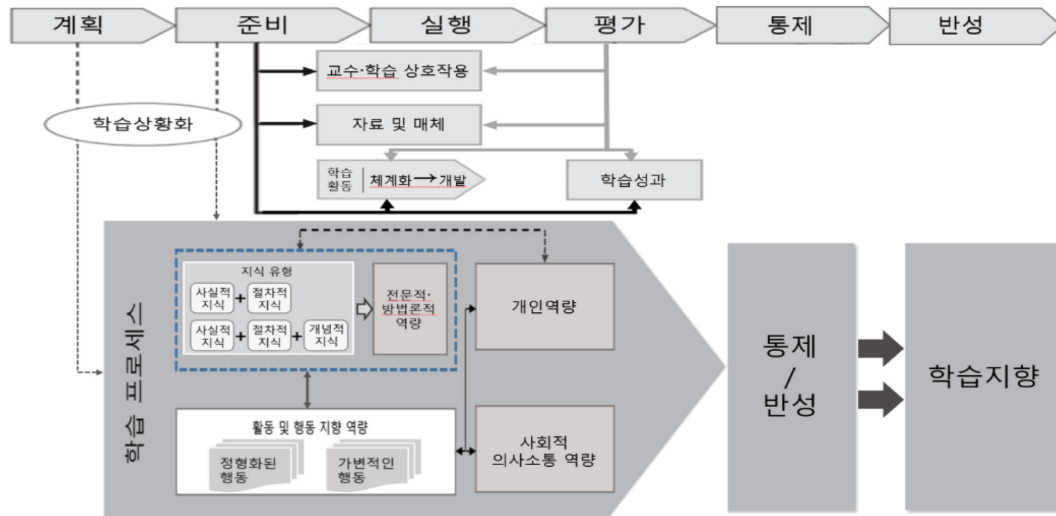 계획
준비
실행
평가
통제
반성
교수·학습 상호작용
학습상황화
자료 및 매체
학습
활동
체계화→개발
학습성과
학습 프로세스
지식 유형
사실적
지식
+
절차적
지식
사실적
지식
+
절차적
지식
+
개념적
지식
전문적·
방법론적
역량
개인역량
활동 및 행동 지향 역량
정형화된
행동
가변적인
행동
사회적
의사소통 역량
통제
/
반성
학습지향